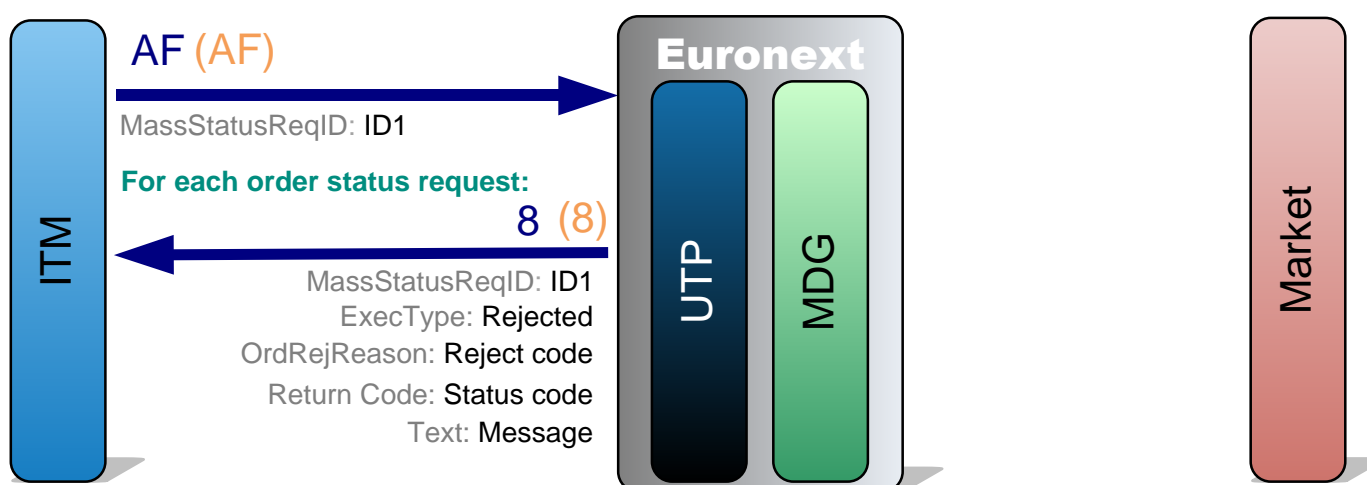 AF (AF)
Euronext
MassStatusReqID: ID1
For each order status request:
8 (8)
MassStatusReqID: ID1
ExecType: Rejected
OrdRejReason: Reject code
Return Code: Status code
Text: Message
ITM
UTP
MDG
Market